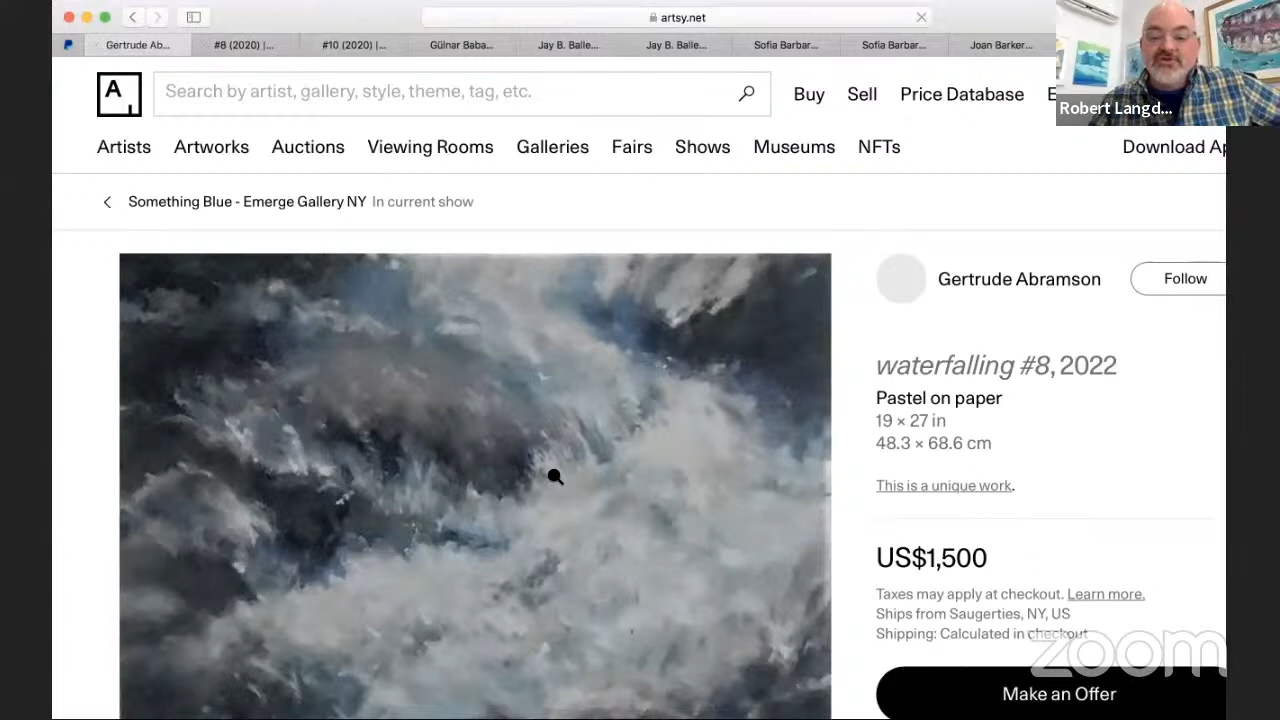 artsy.net
Gertrude Ab...
#8 (2020) |...
#10 (2020) |...
Gülnar Baba...
Jay B. Balle...
Jay B. Balle...
Sofia Barbar...
Sofia Barbar...
Joan Barker...
Robert Langd...
A
Search by artist, gallery, style, theme, tag, etc.
Buy Sell Price Database E
Artists Artworks Auctions Viewing Rooms Galleries Fairs Shows Museums NFTs Download Ap
Something Blue - Emerge Gallery NY In current show
Gertrude Abramson
Follow
waterfalling #8, 2022
Pastel on paper
19 × 27 in
48.3 × 68.6 cm
This is a unique work.
US$1,500
Taxes may apply at checkout. Learn more.
Ships from Saugerties, NY, US
Shipping: Calculated in checkout
zoom
Make an Offer